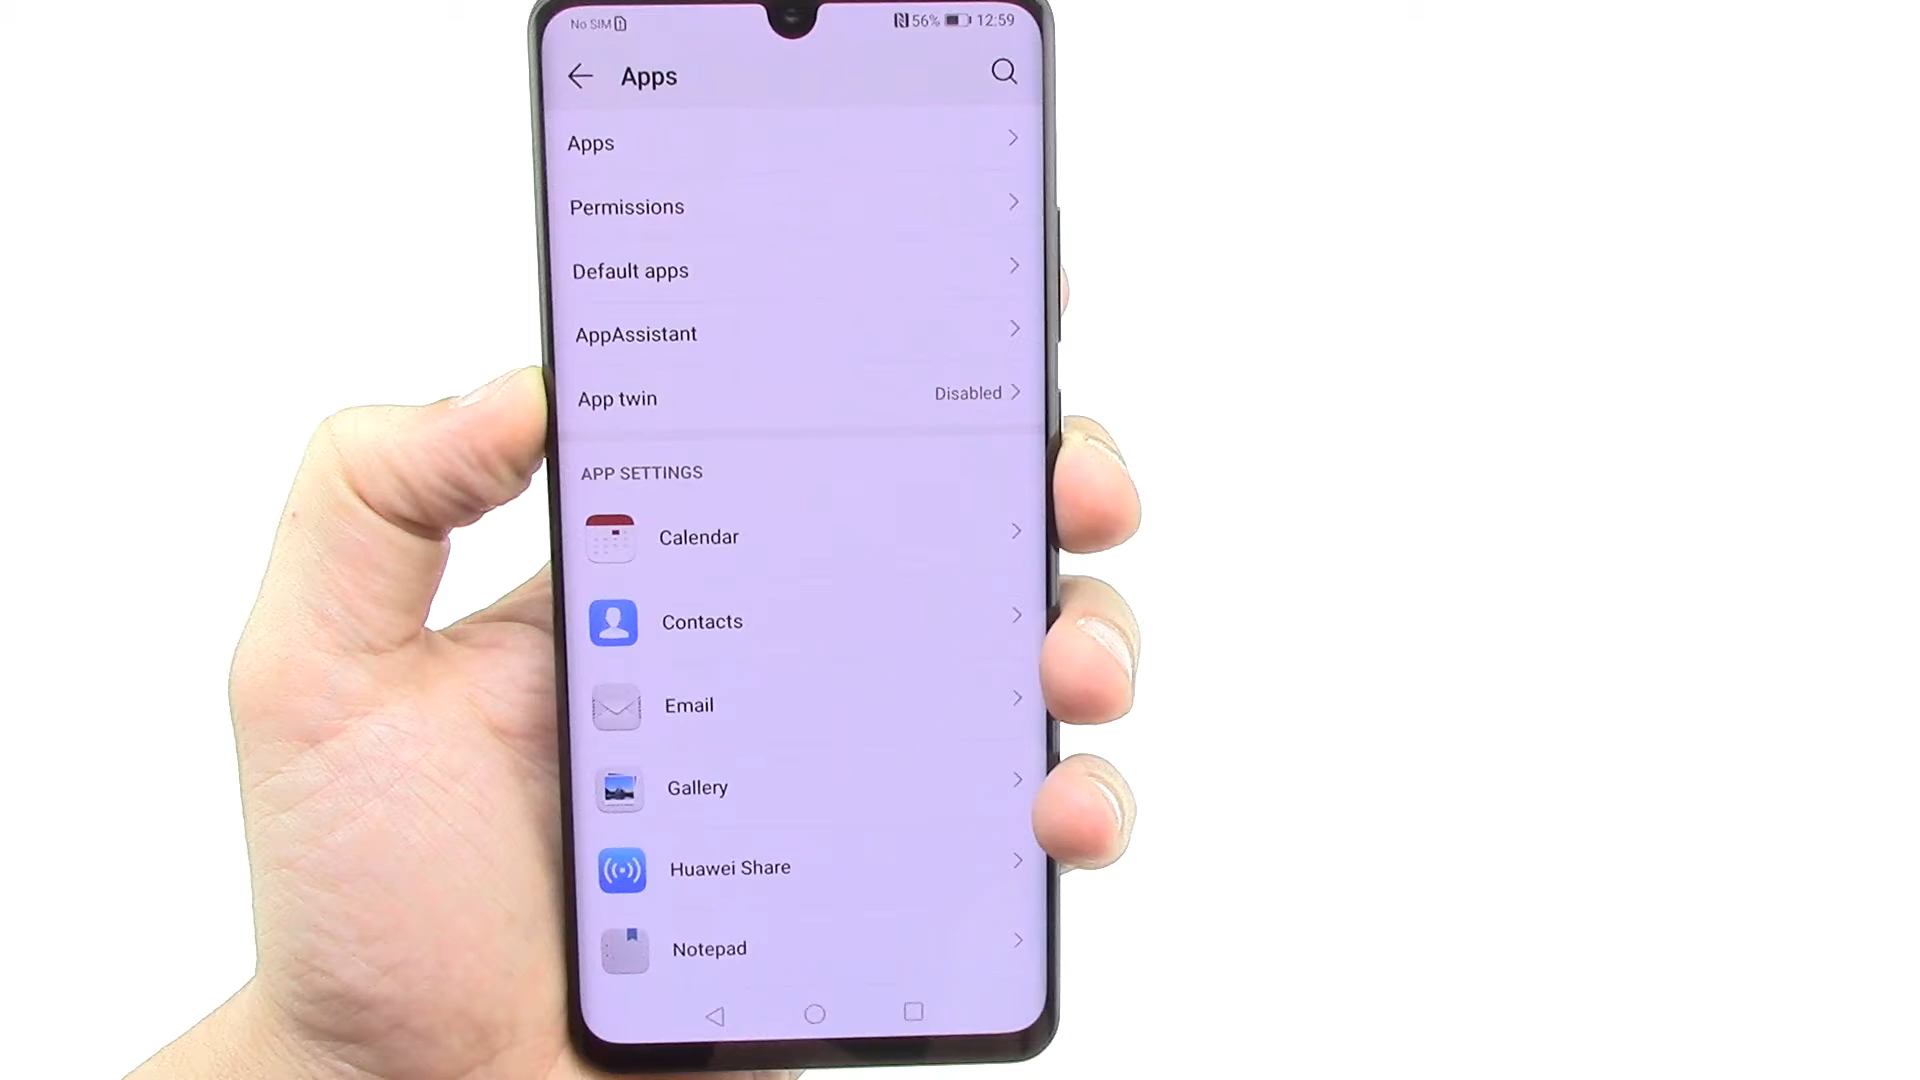 No SIM 56% 12:59
Apps
Apps
Permissions
Default apps
AppAssistant
App twin Disabled
APP SETTINGS
Calendar
Contacts
Email
Gallery
Huawei Share
Notepad